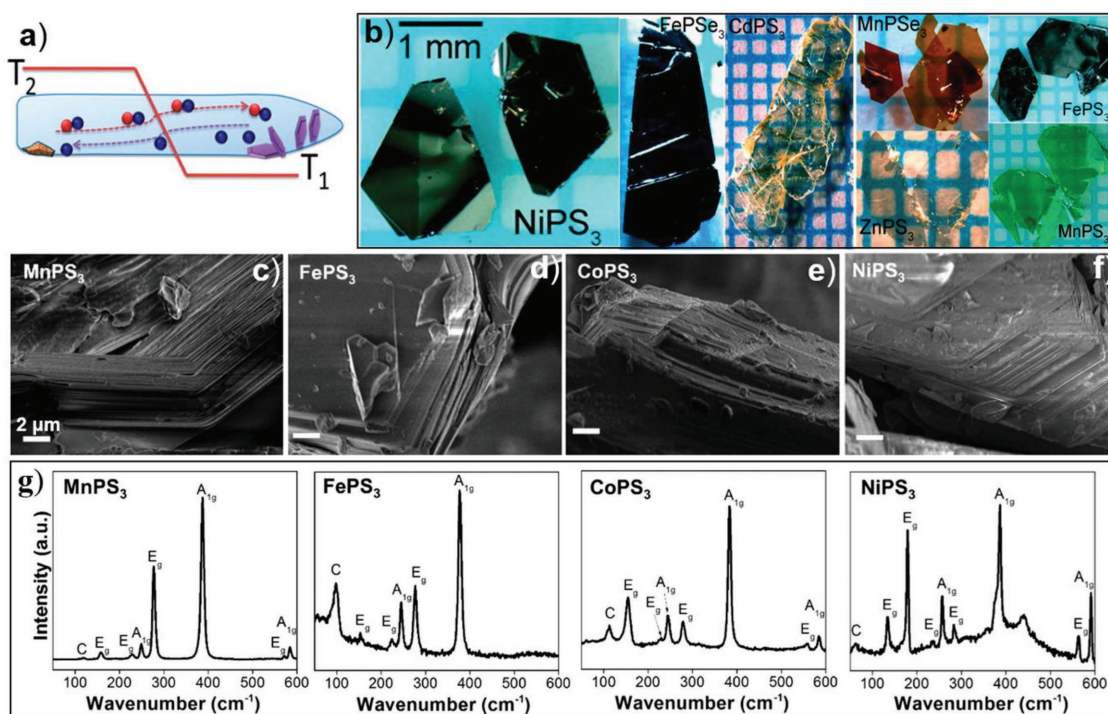 a)
T2
T1
b)
1 mm
NiPS3
FePSe3
CdPS3
MnPSe3
ZnPS3
FePS3
MnPS3
c)
MnPS3
2 µm
d)
FePS3
e)
CoPS3
f)
NiPS3
g)
Intensity (a.u.)
MnPS3
C
Eg
Eg
A1g
Eg
A1g
A1g
Eg
100 200 300 400 500 600
Wavenumber (cm-1)
FePS3
C
Eg
Eg
A1g
Eg
A1g
100 200 300 400 500 600
Wavenumber (cm-1)
CoPS3
C
Eg
Eg
A1g
Eg
A1g
A1g
Eg
100 200 300 400 500 600
Wavenumber (cm-1)
NiPS3
C
Eg
Eg
Eg
A1g
Eg
A1g
Eg
A1g
100 200 300 400 500 600
Wavenumber (cm-1)